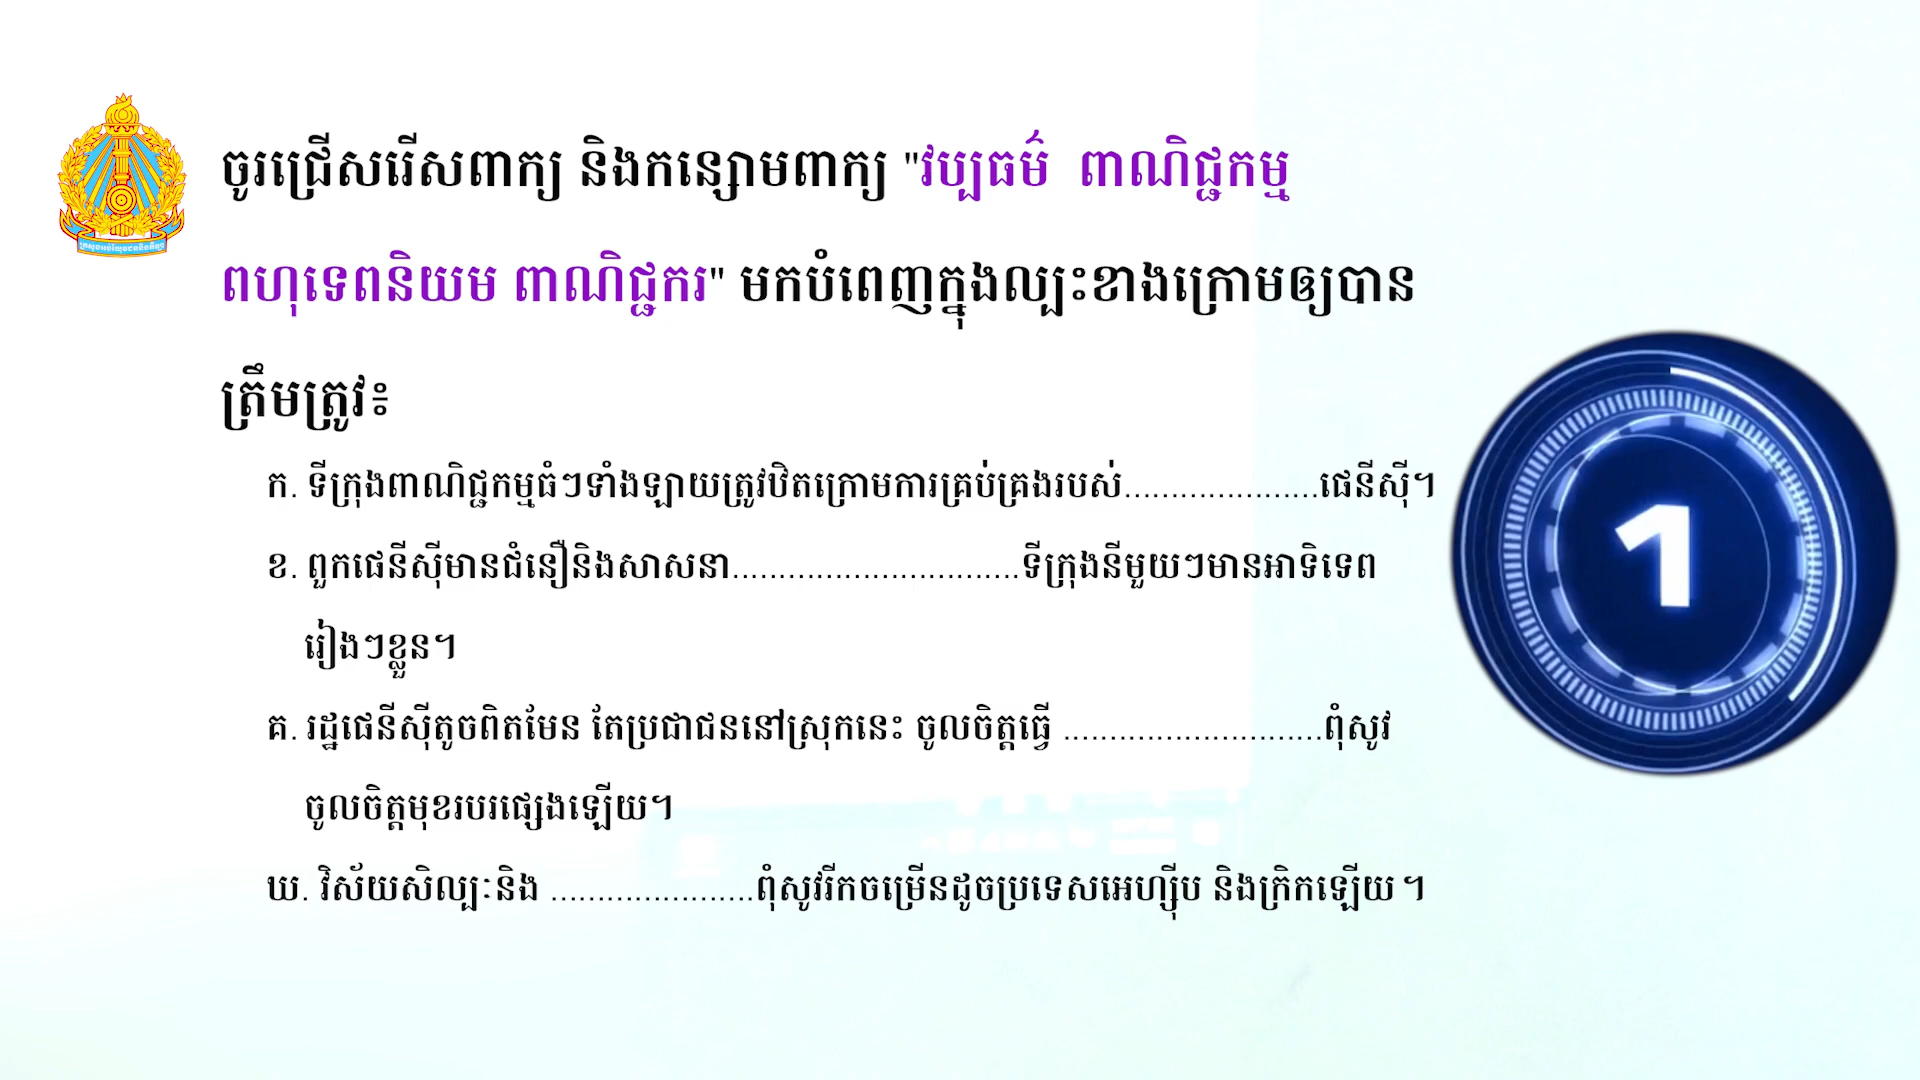 ចូរជ្រើសរើសពាក្យ និងកន្សោមពាក្យ "វប្បធម៌ ពាណិជ្ជកម្ម
ពហុទេពនិយម ពាណិជ្ជករ" មកបំពេញក្នុងល្បះខាងក្រោមឲ្យបាន
ត្រឹមត្រូវ៖
ក. ទីក្រុងពាណិជ្ជកម្មធំៗទាំងឡាយត្រូវឋិតក្រោមការគ្រប់គ្រងរបស់.....................ផេនីស៊ី។
ខ. ពួកផេនីស៊ីមានជំនឿនិងសាសនា...............................ទីក្រុងនីមួយៗមានអាទិទេព
រៀងៗខ្លួន។
គ. រដ្ឋផេនីស៊ីតូចពិតមែន តែប្រជាជននៅស្រុកនេះ ចូលចិត្តធ្វើ ............................ពុំសូវ
ចូលចិត្តមុខរបរផ្សេងឡើយ។
ឃ. វិស័យសិល្បៈនិង ......................ពុំសូវរីកចម្រើនដូចប្រទេសអេហ្ស៊ីប និងក្រិកឡើយ។
1